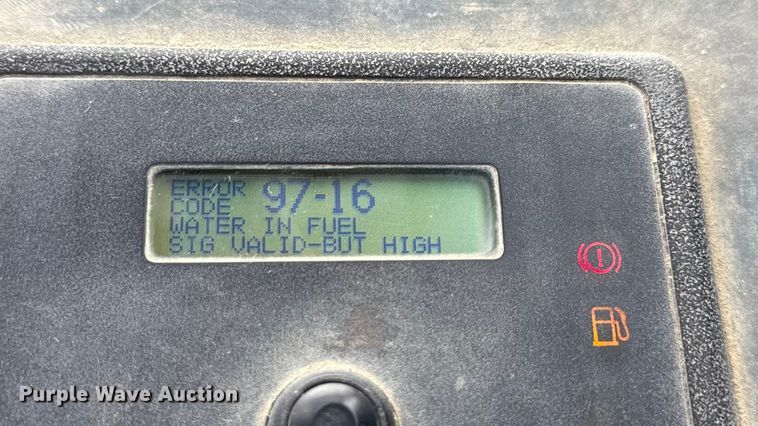 ERROR CODE 97-16
WATER IN FUEL
SIG VALID-BUT HIGH
Purple Wave Auction